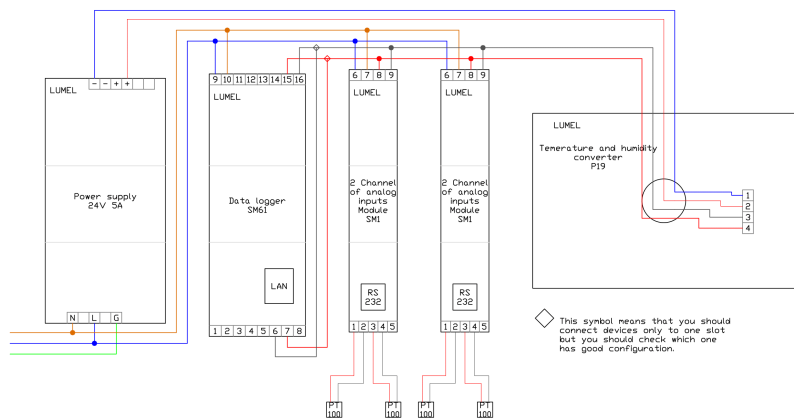 - - + +
LUMEL
Power supply
24V 5A
N L G
9 10 11 12 13 14 15 16
LUMEL
Data logger
SM61
LAN
1 2 3 4 5 6 7 8
6 7 8 9
LUMEL
2 Channel
of analog
inputs
Module
SM1
RS
232
1 2 3 4 5
PT
100
PT
100
6 7 8 9
LUMEL
2 Channel
of analog
inputs
Module
SM1
RS
232
1 2 3 4 5
PT
100
PT
100
LUMEL
Temerature and humidity
converter
P19
1
2
3
4
This symbol means that you should
connect devices only to one slot
but you should check which one
has good configuration.